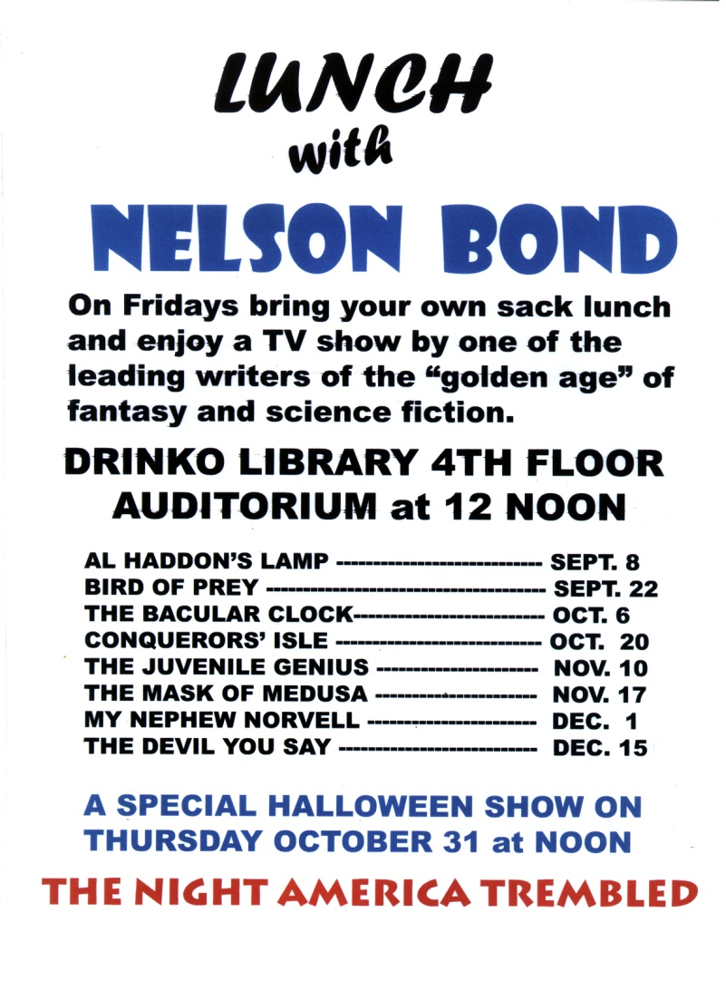 LUNCH
with
NELSON BOND
On Fridays bring your own sack lunch
and enjoy a TV show by one of the
leading writers of the “golden age” of
fantasy and science fiction.
DRINKO LIBRARY 4TH FLOOR
AUDITORIUM at 12 NOON
AL HADDON’S LAMP ---------------------------- SEPT. 8
BIRD OF PREY -------------------------------------- SEPT. 22
THE BACULAR CLOCK-------------------------- OCT. 6
CONQUERORS’ ISLE ---------------------------- OCT. 20
THE JUVENILE GENIUS ---------------------- NOV. 10
THE MASK OF MEDUSA ---------------------- NOV. 17
MY NEPHEW NORVELL ----------------------- DEC. 1
THE DEVIL YOU SAY --------------------------- DEC. 15
A SPECIAL HALLOWEEN SHOW ON
THURSDAY OCTOBER 31 at NOON
THE NIGHT AMERICA TREMBLED